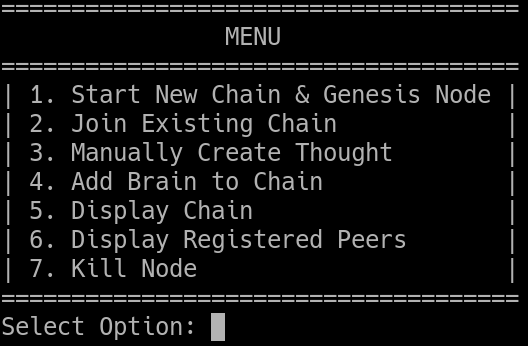 =====================================
                MENU
=====================================
| 1. Start New Chain & Genesis Node |
| 2. Join Existing Chain            |
| 3. Manually Create Thought        |
| 4. Add Brain to Chain             |
| 5. Display Chain                  |
| 6. Display Registered Peers       |
| 7. Kill Node                      |
=====================================
Select Option: